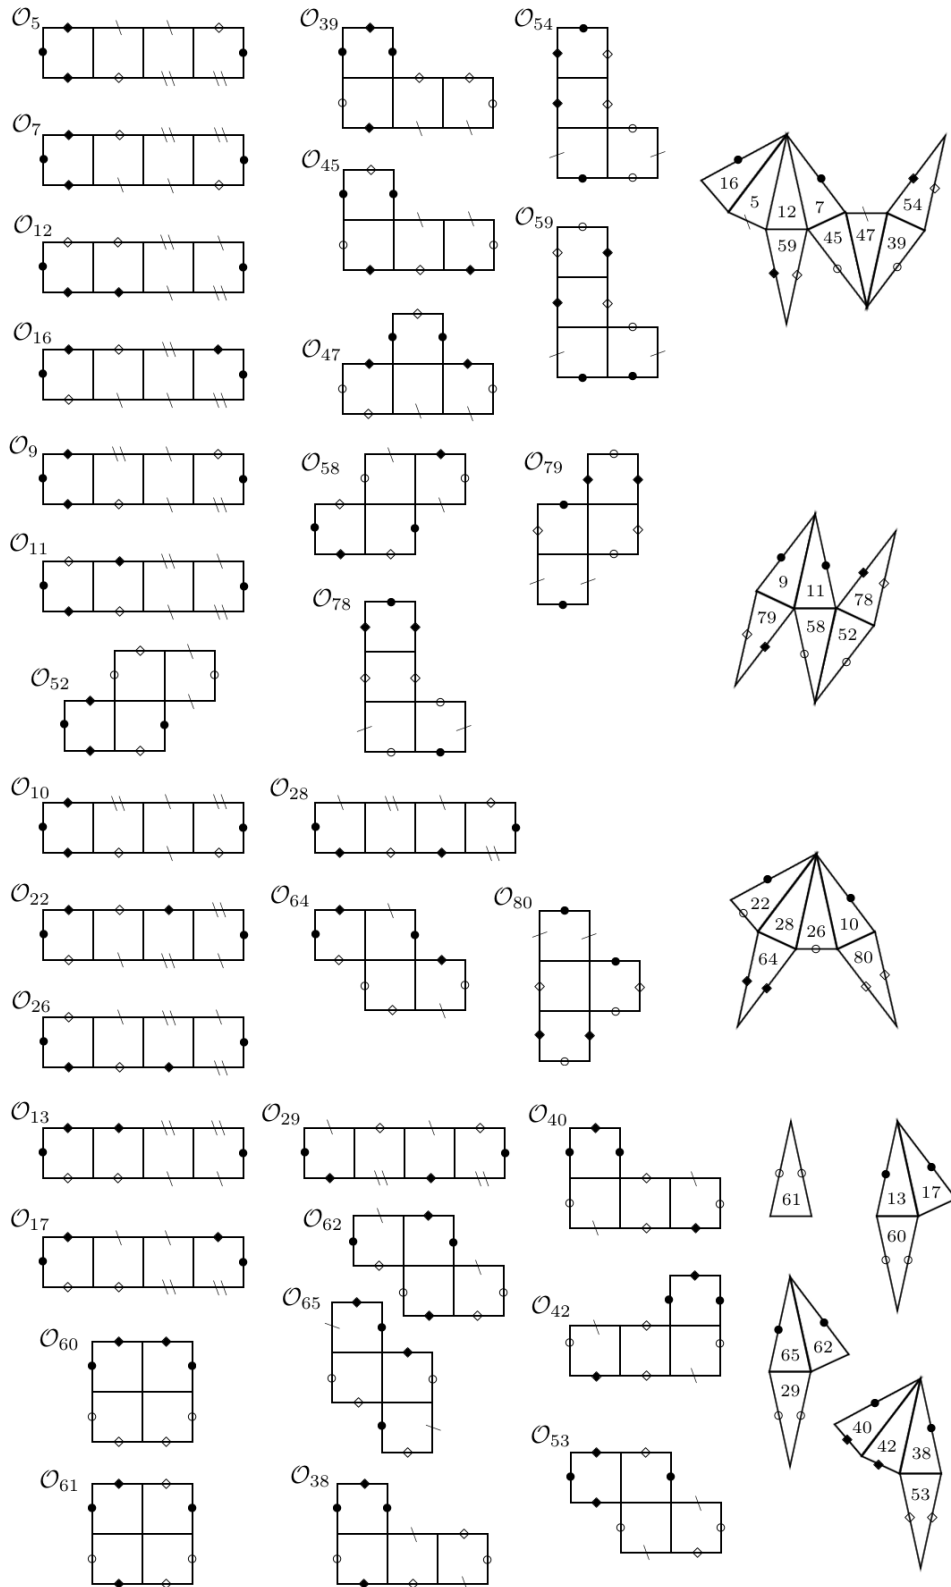 𝒪₅ 𝒪₃₉ 𝒪₅₄
𝒪₇
16 5 12 7 54
𝒪₄₅ 45 47 39
𝒪₁₂ 𝒪₅₉ 59
𝒪₁₆ 𝒪₄₇
𝒪₉ 𝒪₅₈ 𝒪₇₉
𝒪₁₁ 9 11 78
𝒪₇₈ 79 58 52
𝒪₅₂
𝒪₁₀ 𝒪₂₈
𝒪₂₂ 𝒪₆₄ 𝒪₈₀ 22 28 26 10
64 80
𝒪₂₆
𝒪₁₃ 𝒪₂₉ 𝒪₄₀
61 13 17
𝒪₁₇ 𝒪₆₂ 60
𝒪₆₅ 𝒪₄₂
𝒪₆₀ 65 62
29
𝒪₅₃ 40 42 38
𝒪₆₁ 𝒪₃₈ 53